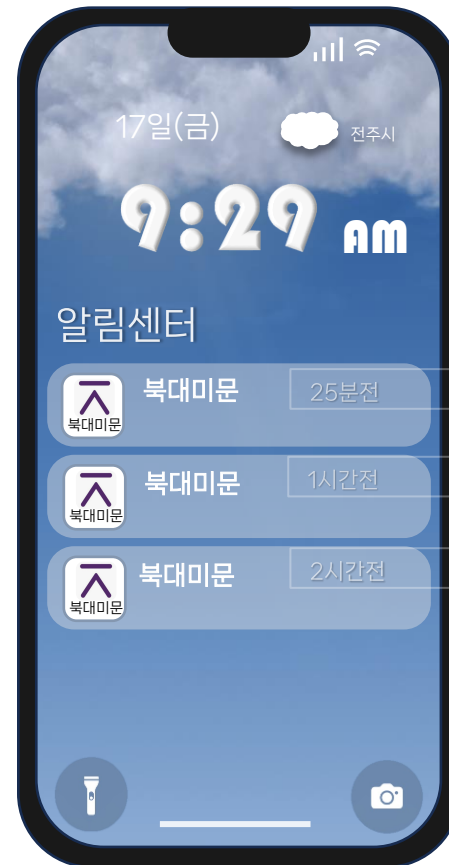 17일(금)
전주시
9:29 AM
알림센터
북대미문
북대미문
25분전
북대미문
북대미문
1시간전
북대미문
북대미문
2시간전